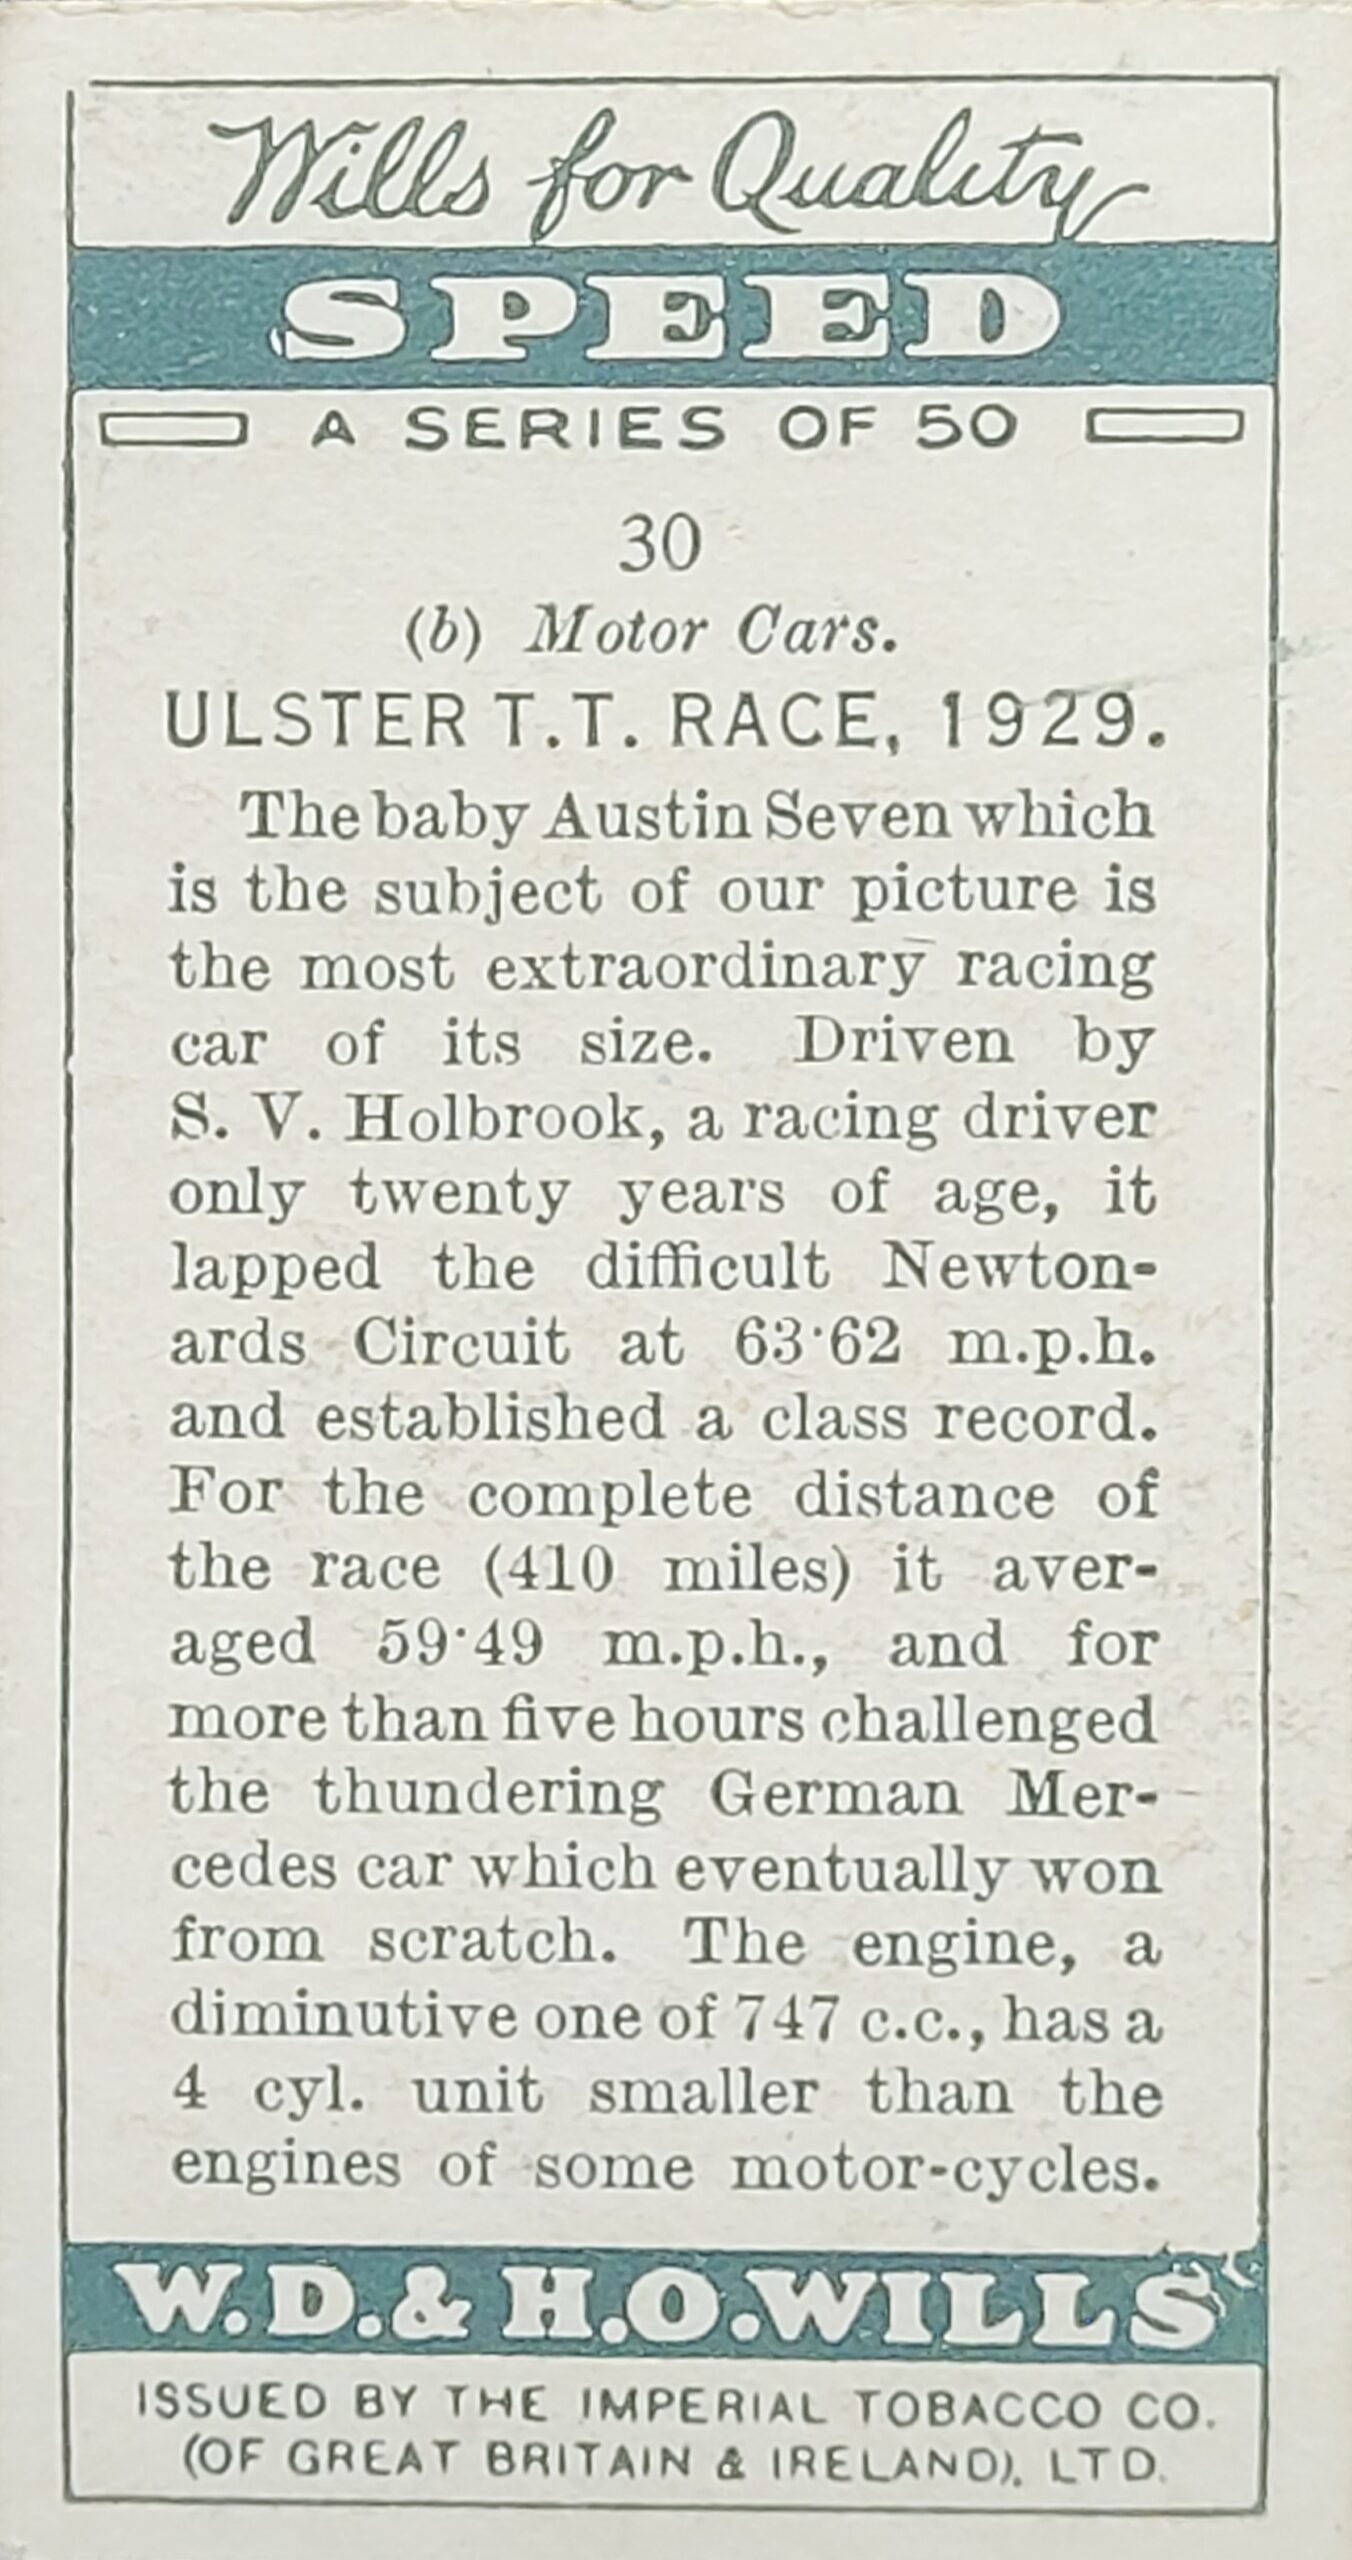 Wills for Quality
SPEED
A SERIES OF 50
30
(b) Motor Cars.
ULSTER T.T. RACE, 1929.
The baby Austin Seven which
is the subject of our picture is
the most extraordinary racing
car of its size. Driven by
S. V. Holbrook, a racing driver
only twenty years of age, it
lapped the difficult Newton-
ards Circuit at 63·62 m.p.h.
and established a class record.
For the complete distance of
the race (410 miles) it aver-
aged 59·49 m.p.h., and for
more than five hours challenged
the thundering German Mer-
cedes car which eventually won
from scratch. The engine, a
diminutive one of 747 c.c., has a
4 cyl. unit smaller than the
engines of some motor-cycles.
W.D.& H.O.WILLS
ISSUED BY THE IMPERIAL TOBACCO CO.
(OF GREAT BRITAIN & IRELAND), LTD.